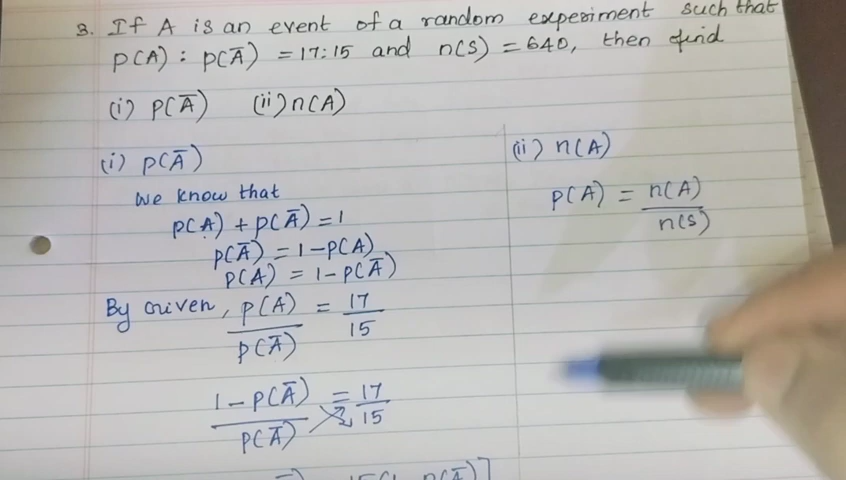 3. If A is an event of a random experiment such that
P(A) : P(Ā) = 17:15 and n(S) = 640, then find
(i) P(Ā) (ii) n(A)
(i) P(Ā)
We know that
P(A) + P(Ā) = 1
P(Ā) = 1 - P(A)
P(A) = 1 - P(Ā)
By Given, P(A)/P(Ā) = 17/15
1 - P(Ā)/P(Ā) = 17/15
(ii) n(A)
P(A) = n(A)/n(S)